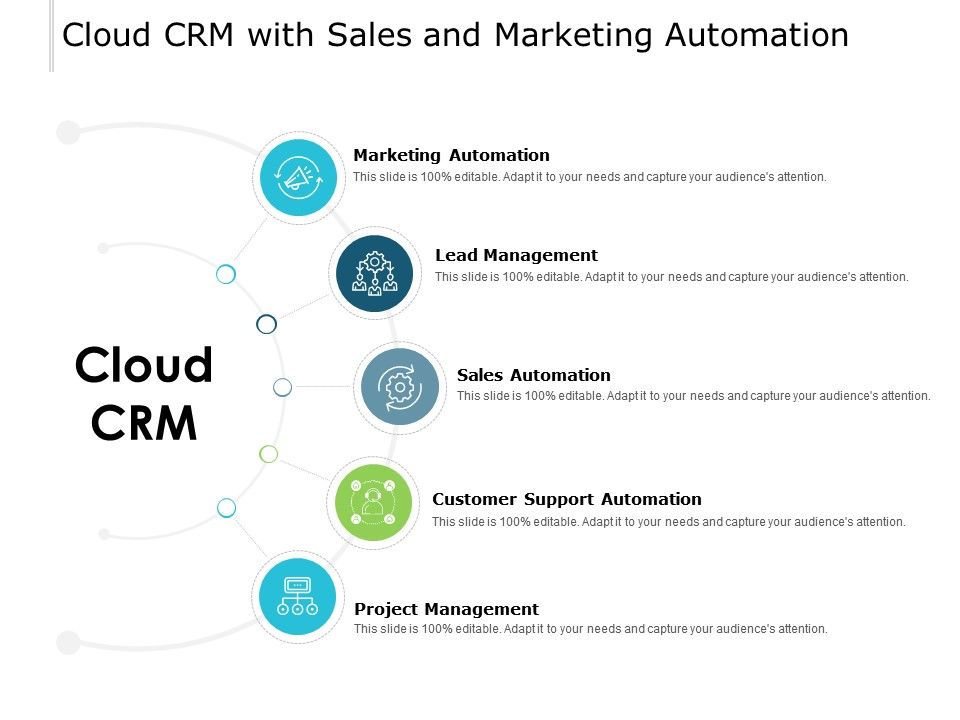 Cloud CRM with Sales and Marketing Automation
Marketing Automation
This slide is 100% editable. Adapt it to your needs and capture your audience's attention.
Lead Management
This slide is 100% editable. Adapt it to your needs and capture your audience's attention.
Cloud
CRM
Sales Automation
This slide is 100% editable. Adapt it to your needs and capture your audience's attention.
Customer Support Automation
This slide is 100% editable. Adapt it to your needs and capture your audience's attention.
Project Management
This slide is 100% editable. Adapt it to your needs and capture your audience's attention.